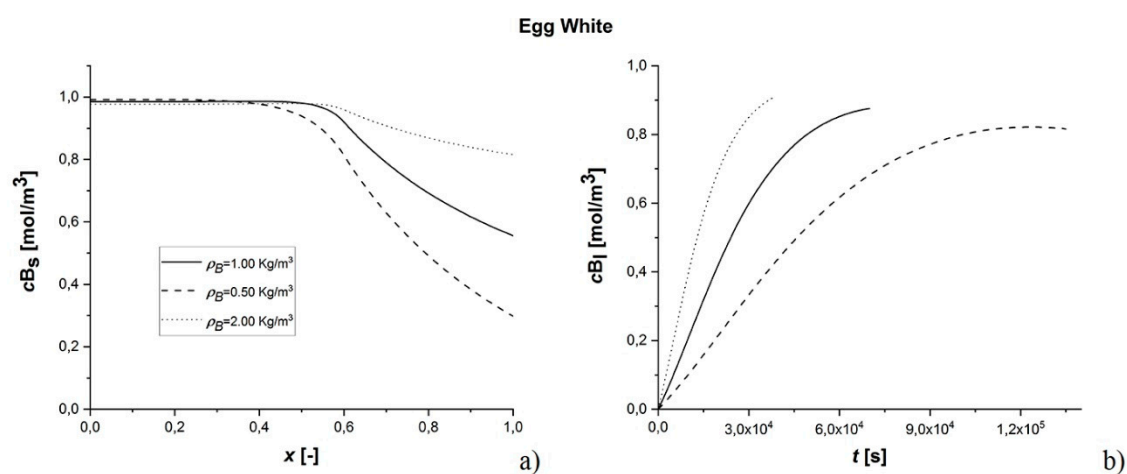 Egg White
cBs [mol/m³]
1,0
0,8
0,6
0,4
0,2
0,0
ρB=1.00 Kg/m³
ρB=0.50 Kg/m³
ρB=2.00 Kg/m³
0,0 0,2 0,4 0,6 0,8 1,0
x [-]
a)
cBl [mol/m³]
1,0
0,8
0,6
0,4
0,2
0,0
0,0 3,0x10⁴ 6,0x10⁴ 9,0x10⁴ 1,2x10⁵
t [s]
b)